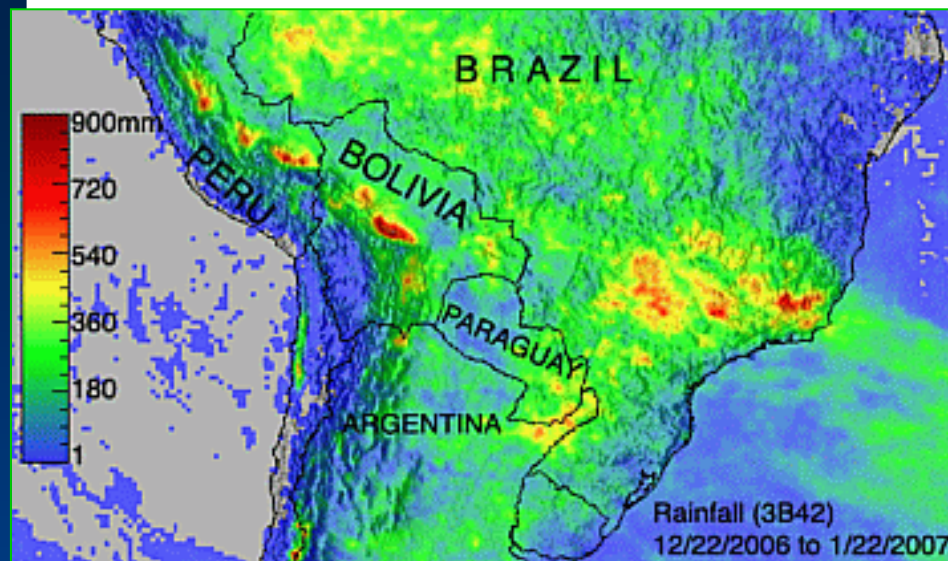 BRAZIL
900mm
720
540
360
180
1
PERU
BOLIVIA
PARAGUAY
ARGENTINA
Rainfall (3B42)
12/22/2006 to 1/22/2007